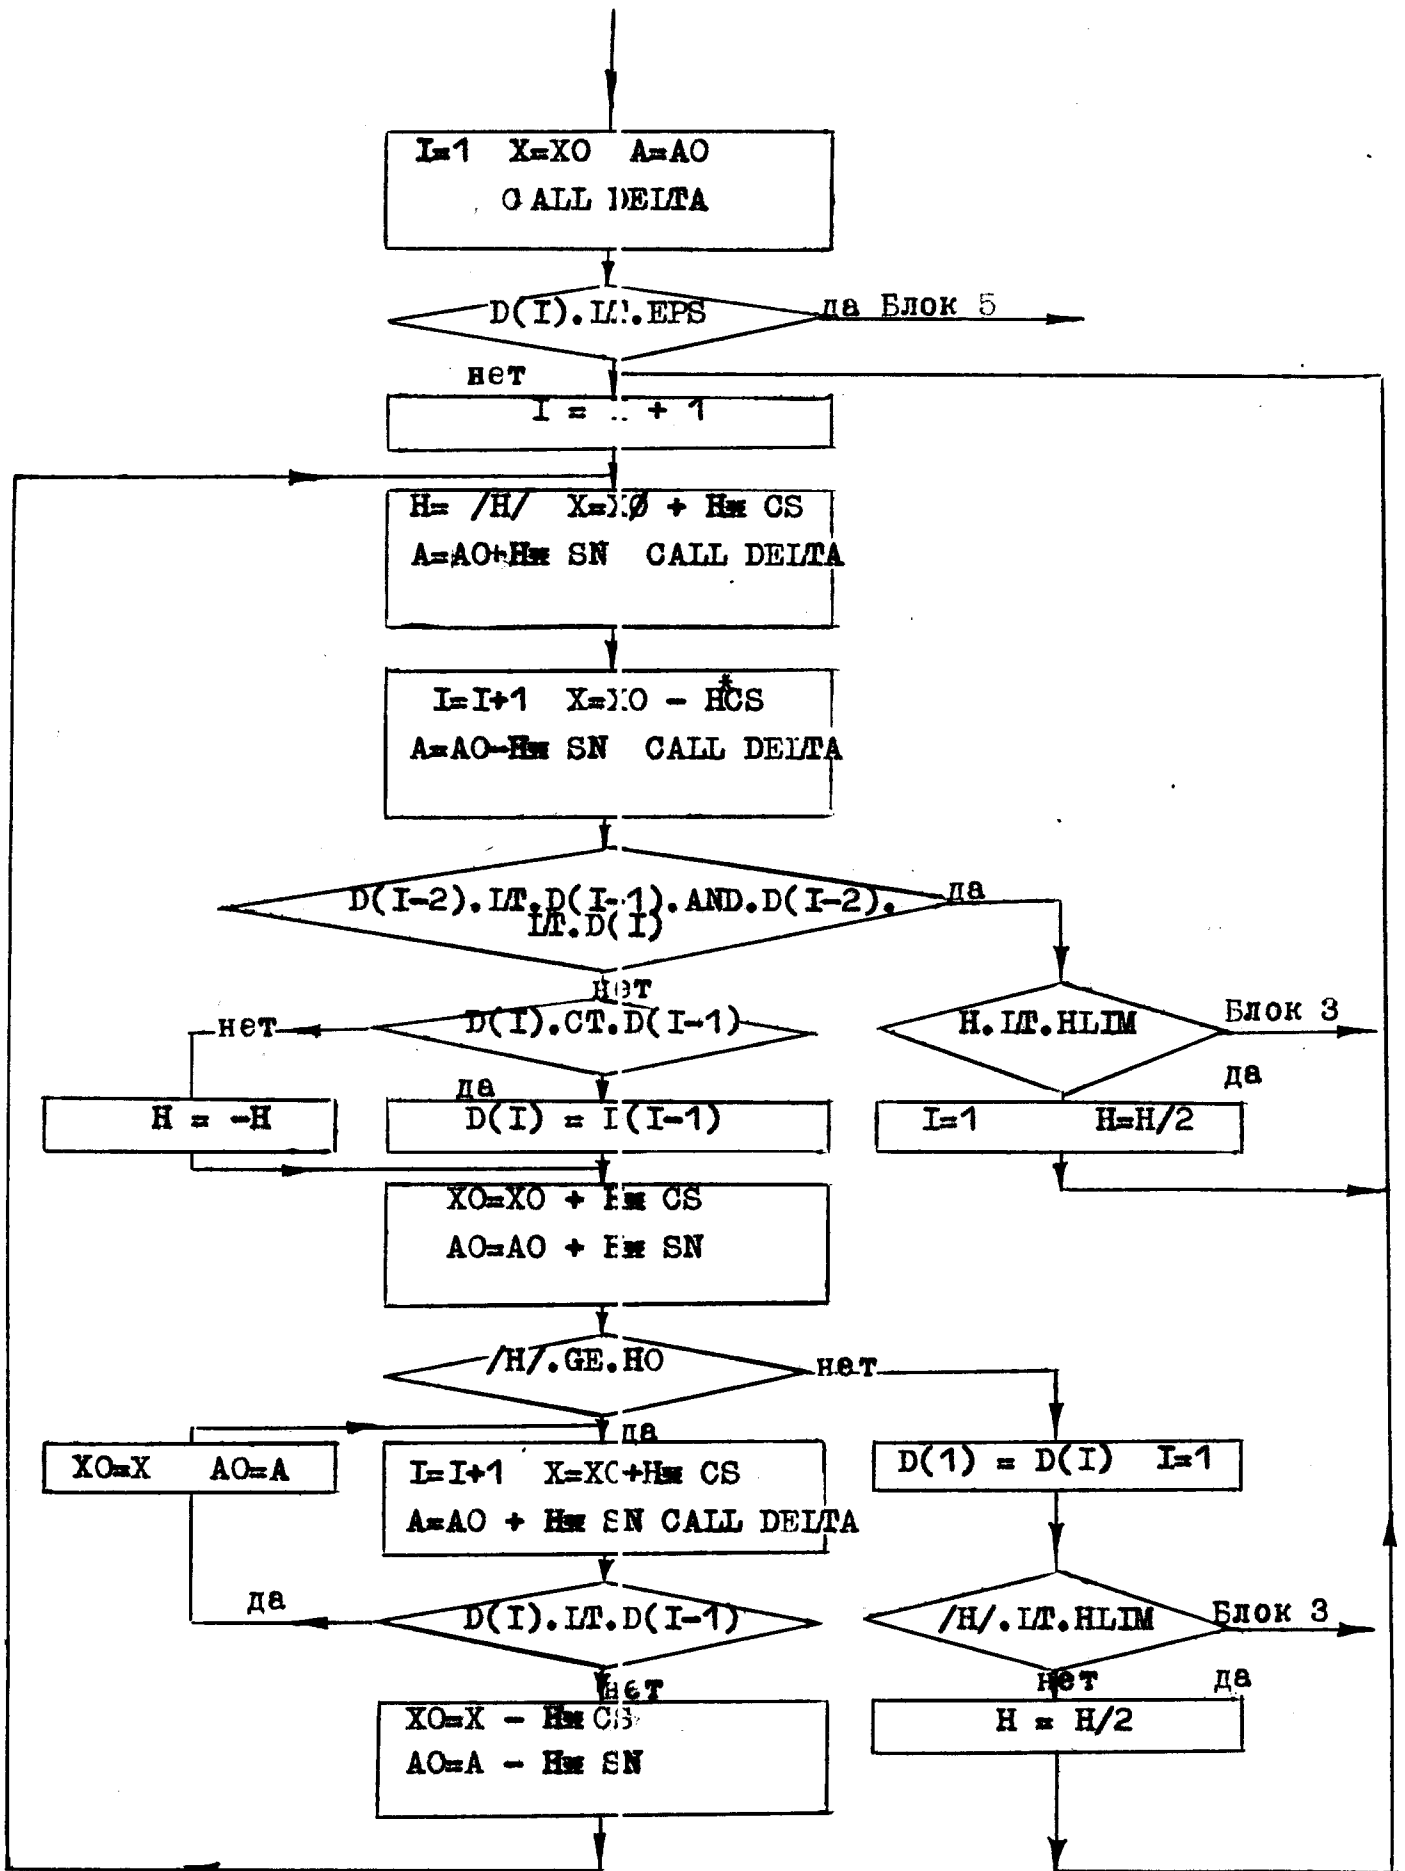 I=1 X=XO A=AO
CALL DELTA
D(I).LT.EPS
да Блок 5
нет
I = + 1
H= /H/ X=XØ + H* CS
A=AO+H* SN CALL DELTA
I=I+1 X=XO - H*CS
A=AO-H* SN CALL DELTA
D(I-2).LT.D(I-1).AND.D(I-2).
LT.D(I)
да
нет
D(I).CT.D(I-1)
нет
H.LT.HLIM
Блок 3
да
да
H = -H
D(I) = (I-1)
I=1 H=H/2
XO=XO + H* CS
AO=AO + H* SN
/H/.GE.HO
нет
да
XO=X AO=A
I=I+1 X=XO+H* CS
A=AO + H* SN CALL DELTA
D(1) = D(I) I=1
да
D(I).LT.D(I-1)
/H/.LT.HLIM
Блок 3
нет
нет
да
XO=X - H* CS
AO=A - H* SN
H = H/2